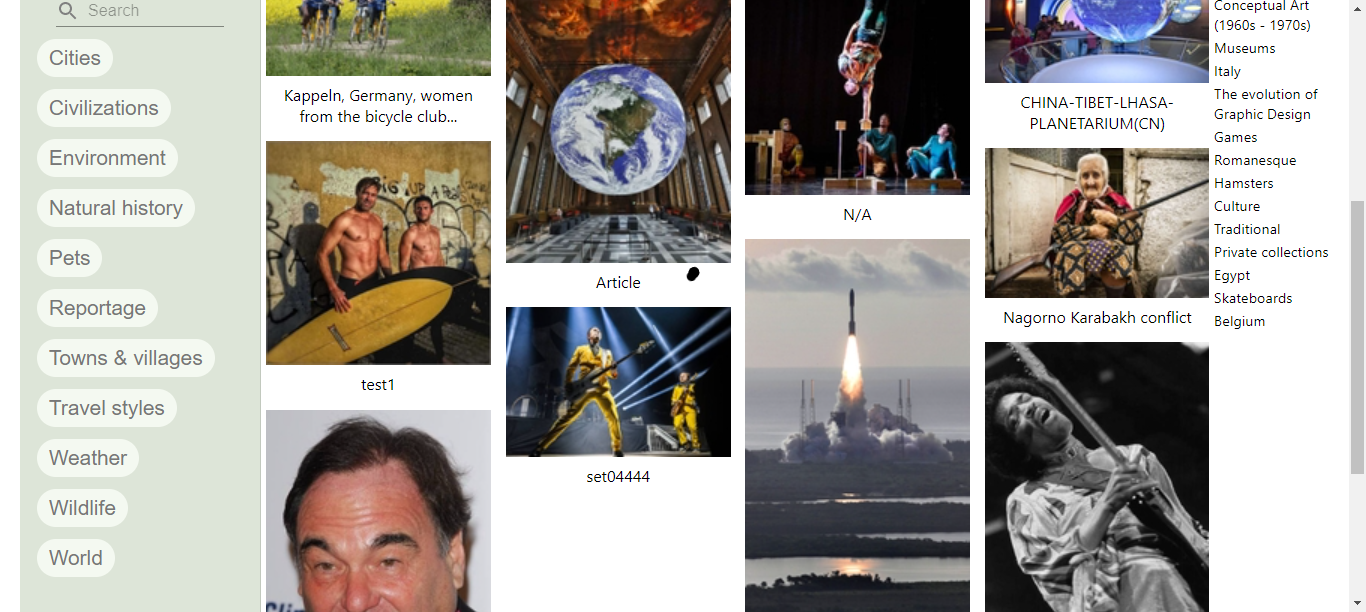 Search
Cities
Civilizations
Environment
Natural history
Pets
Reportage
Towns & villages
Travel styles
Weather
Wildlife
World
Kappeln, Germany, women
from the bicycle club...
test1
Article
set04444
N/A
CHINA-TIBET-LHASA-
PLANETARIUM(CN)
Nagorno Karabakh conflict
Conceptual Art
(1960s - 1970s)
Museums
Italy
The evolution of
Graphic Design
Games
Romanesque
Hamsters
Culture
Traditional
Private collections
Egypt
Skateboards
Belgium